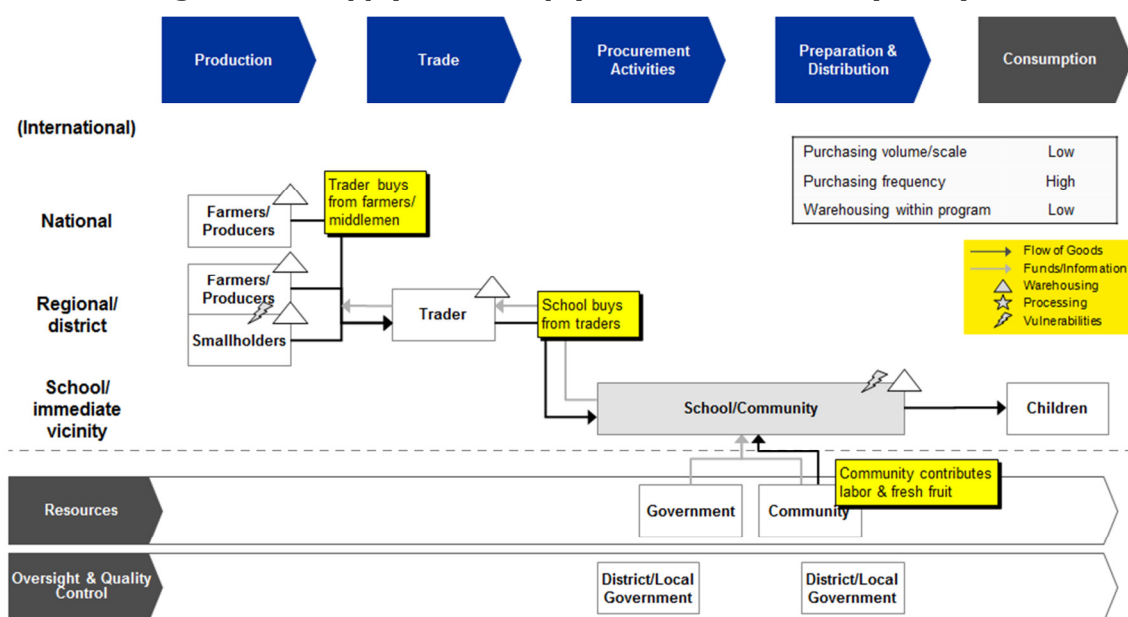 Production
Trade
Procurement
Activities
Preparation &
Distribution
Consumption
(International)
Purchasing volume/scale Low
Purchasing frequency High
Warehousing within program Low
National
Farmers/
Producers
Trader buys
from farmers/
middlemen
Flow of Goods
Funds/Information
Warehousing
Processing
Vulnerabilities
Regional/
district
Farmers/
Producers
Smallholders
Trader
School buys
from traders
School/
immediate
vicinity
School/Community
Children
Community contributes
labor & fresh fruit
Resources
Government
Community
Oversight & Quality
Control
District/Local
Government
District/Local
Government